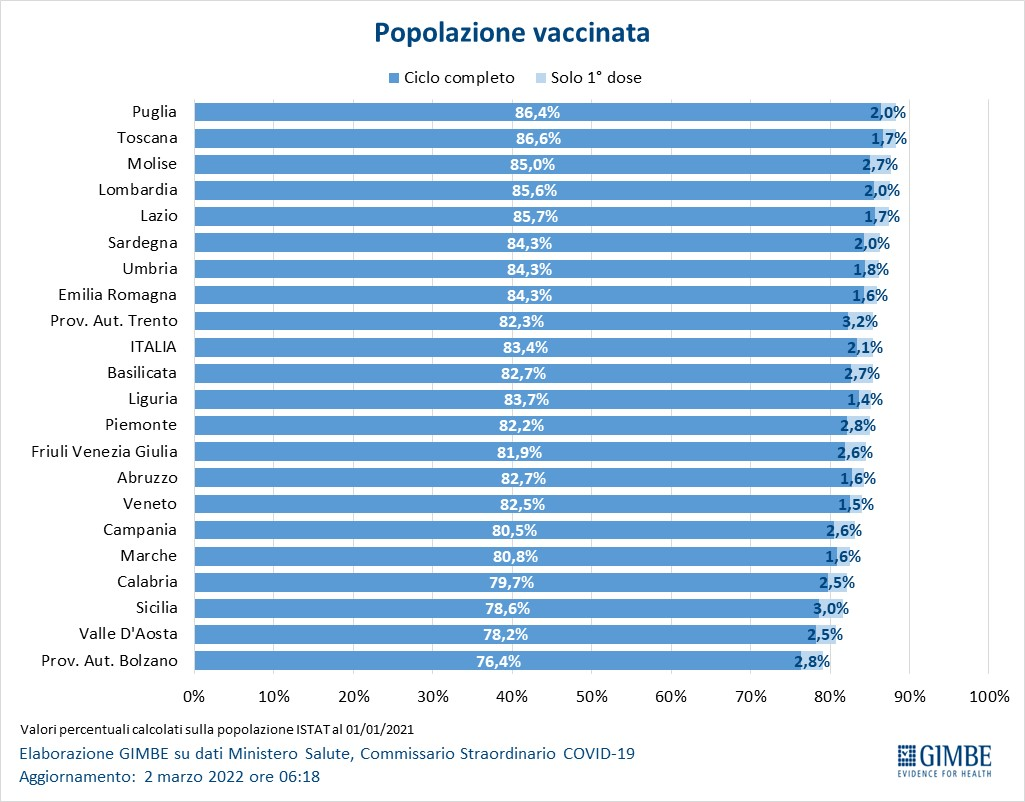 Popolazione vaccinata
Ciclo completo Solo 1° dose
Puglia 86,4% 2,0%
Toscana 86,6% 1,7%
Molise 85,0% 2,7%
Lombardia 85,6% 2,0%
Lazio 85,7% 1,7%
Sardegna 84,3% 2,0%
Umbria 84,3% 1,8%
Emilia Romagna 84,3% 1,6%
Prov. Aut. Trento 82,3% 3,2%
ITALIA 83,4% 2,1%
Basilicata 82,7% 2,7%
Liguria 83,7% 1,4%
Piemonte 82,2% 2,8%
Friuli Venezia Giulia 81,9% 2,6%
Abruzzo 82,7% 1,6%
Veneto 82,5% 1,5%
Campania 80,5% 2,6%
Marche 80,8% 1,6%
Calabria 79,7% 2,5%
Sicilia 78,6% 3,0%
Valle D'Aosta 78,2% 2,5%
Prov. Aut. Bolzano 76,4% 2,8%
0% 10% 20% 30% 40% 50% 60% 70% 80% 90% 100%
Valori percentuali calcolati sulla popolazione ISTAT al 01/01/2021
Elaborazione GIMBE su dati Ministero Salute, Commissario Straordinario COVID-19
Aggiornamento: 2 marzo 2022 ore 06:18
GIMBE
EVIDENCE FOR HEALTH